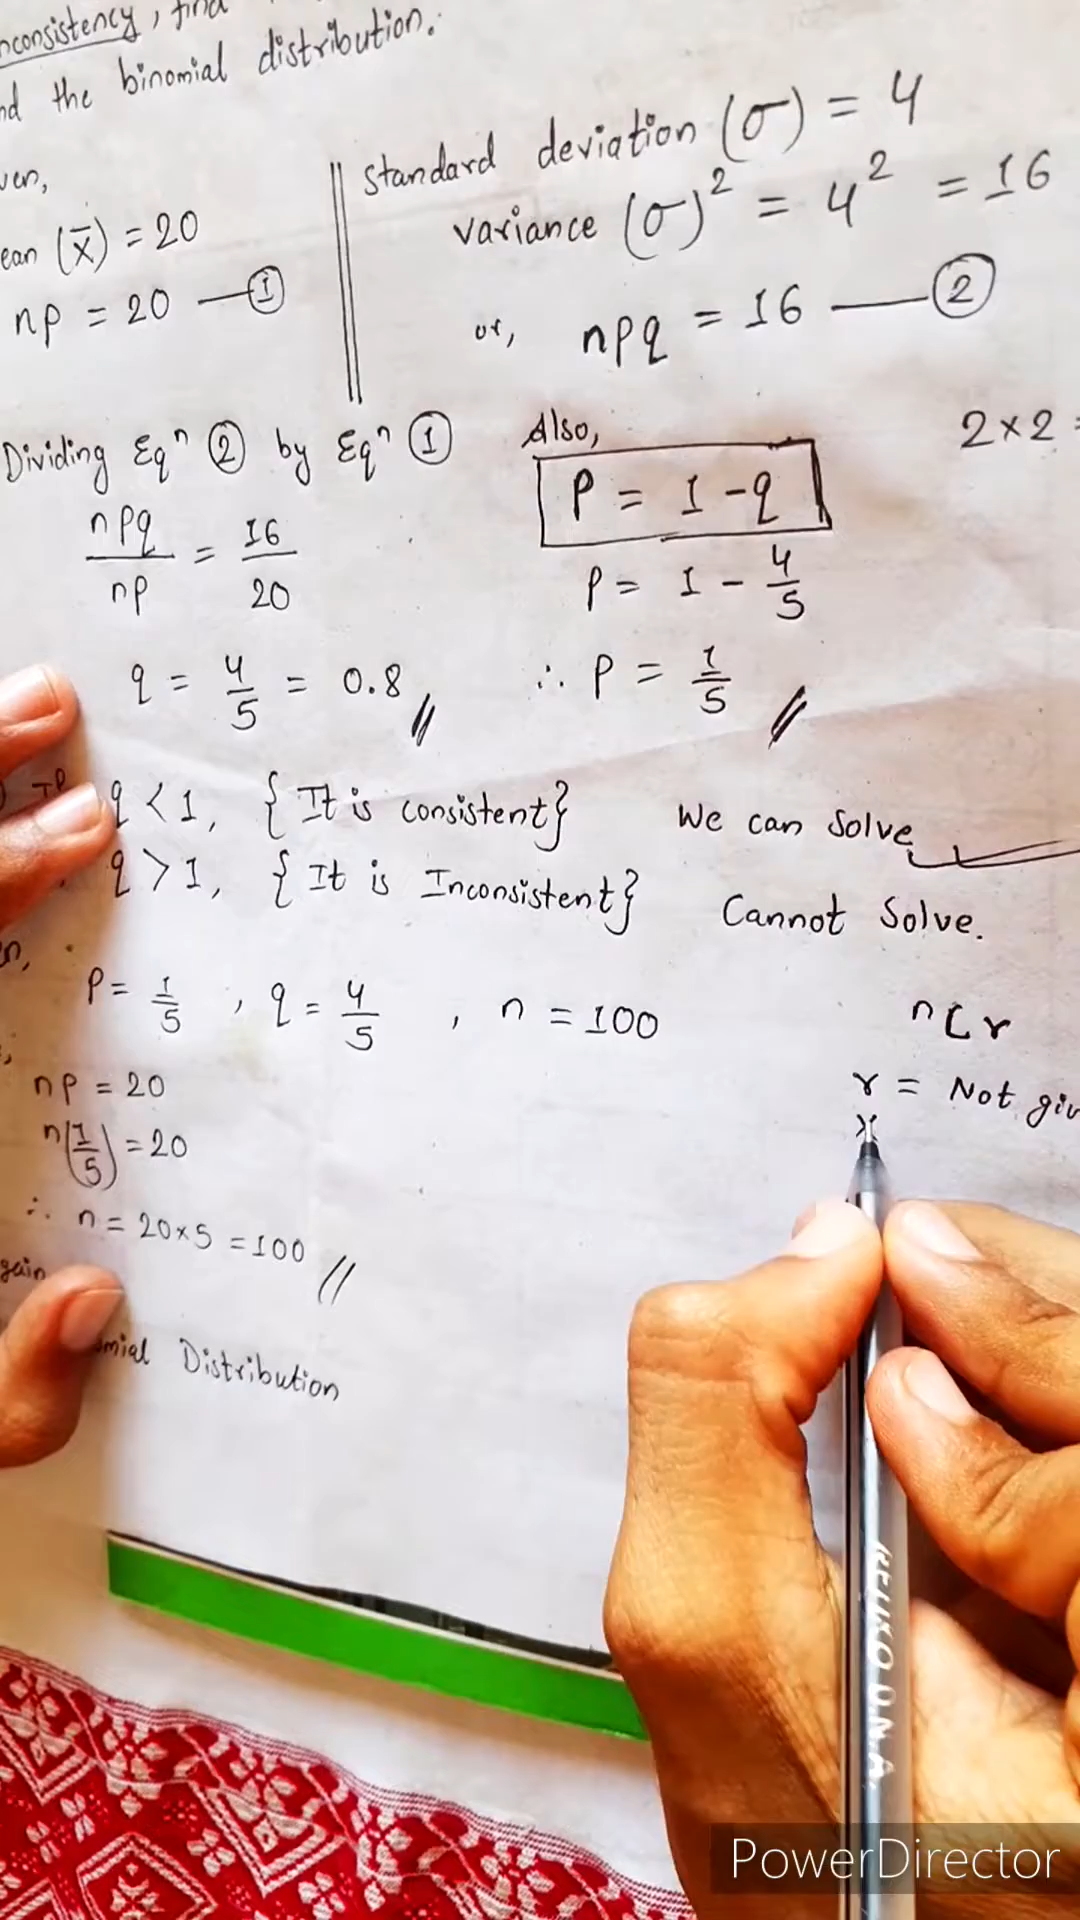 nconsistency, find
nd the binomial distribution.
ven,
ean (x̄) = 20
np = 20 —①
Standard deviation (σ) = 4
variance (σ)² = 4² = 16
or, npq = 16 —②
Dividing Eqⁿ ② by Eqⁿ ①
npq/np = 16/20
q = 4/5 = 0.8 //
Also,
P = 1 - q
P = 1 - 4/5
∴ P = 1/5 //
2×2 =
q < 1, {It is consistent} We can solve
q > 1, {It is Inconsistent} Cannot Solve.
P = 1/5, q = 4/5, n = 100
np = 20
n(1/5) = 20
∴ n = 20×5 = 100 //
gain
omial Distribution
nCr
r = Not giv
KELIKO D.N.A
PowerDirector